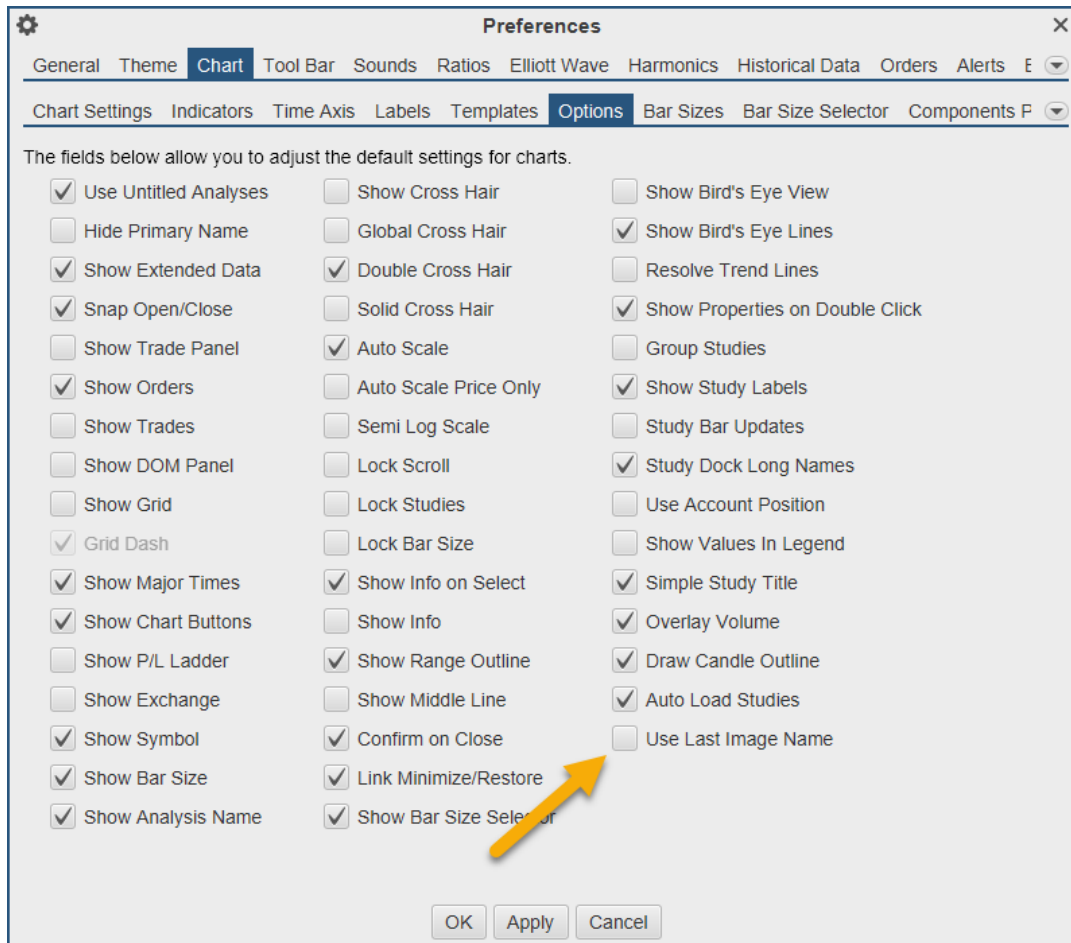 Preferences
General Theme Chart Tool Bar Sounds Ratios Elliott Wave Harmonics Historical Data Orders Alerts E
Chart Settings Indicators Time Axis Labels Templates Options Bar Sizes Bar Size Selector Components P
The fields below allow you to adjust the default settings for charts.
Use Untitled Analyses Show Cross Hair Show Bird's Eye View
Hide Primary Name Global Cross Hair Show Bird's Eye Lines
Show Extended Data Double Cross Hair Resolve Trend Lines
Snap Open/Close Solid Cross Hair Show Properties on Double Click
Show Trade Panel Auto Scale Group Studies
Show Orders Auto Scale Price Only Show Study Labels
Show Trades Semi Log Scale Study Bar Updates
Show DOM Panel Lock Scroll Study Dock Long Names
Show Grid Lock Studies Use Account Position
Grid Dash Lock Bar Size Show Values In Legend
Show Major Times Show Info on Select Simple Study Title
Show Chart Buttons Show Info Overlay Volume
Show P/L Ladder Show Range Outline Draw Candle Outline
Show Exchange Show Middle Line Auto Load Studies
Show Symbol Confirm on Close Use Last Image Name
Show Bar Size Link Minimize/Restore
Show Analysis Name Show Bar Size Selector
OK Apply Cancel